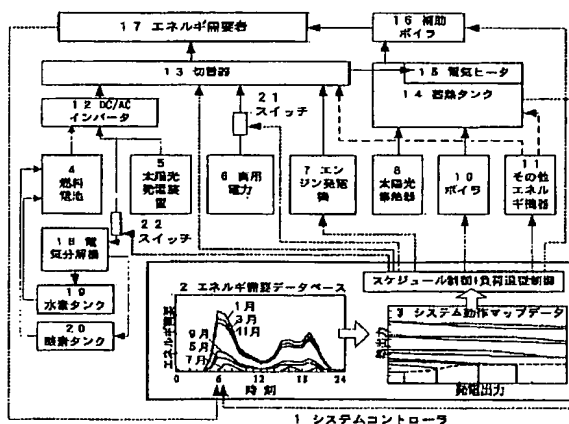 17 エネルギ需要者
16 補助
ボイラ
13 切替器
15 電気ヒータ
14 蓄熱タンク
21
スイッチ
12 DC/AC
インバータ
4
燃料
電池
5
太陽光
発電装
置
6 商用
電力
7 エン
ジン発電
機
8
太陽光
集熱器
10
ボイラ
11
その他
エネル
ギ機器
22
スイッチ
18 電
気分解機
19
水素タンク
20
酸素タンク
スケジュール制御+負荷追従制御
2 エネルギ需要データベース
エネルギ需要
1月
3月
11月
9月
5月
7月
0 6 12 18 24
時刻
3 システム動作マップデータ
発電出力
1 システムコントローラ